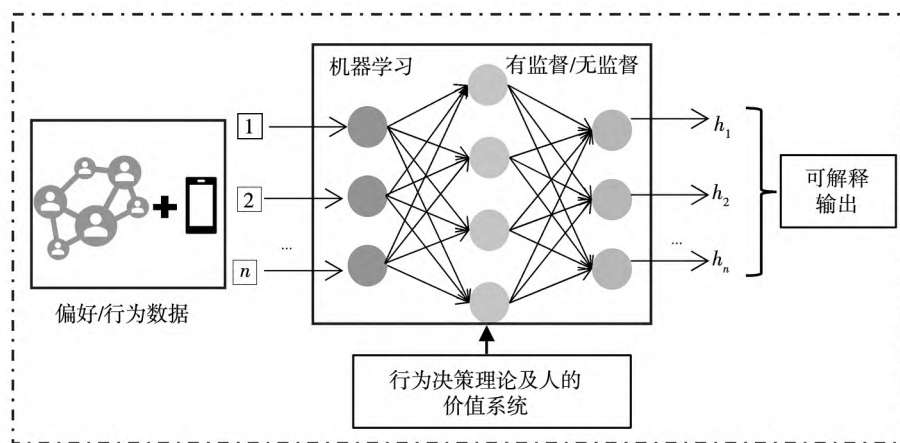 机器学习
有监督/无监督
1
2
...
n
偏好/行为数据
h1
h2
...
hn
可解释
输出
行为决策理论及人的
价值系统